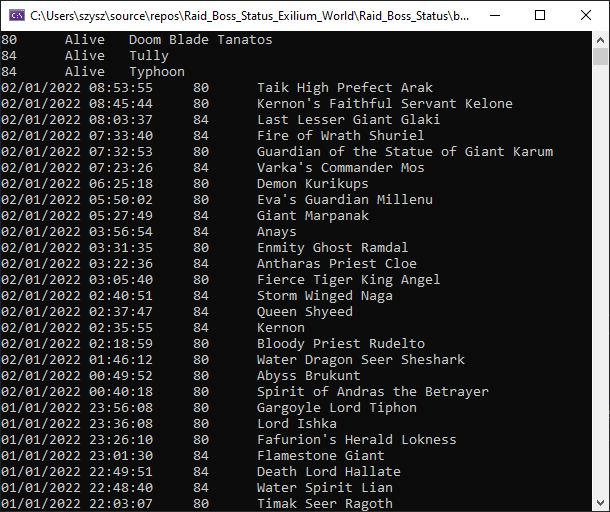 C:\Users\szysz\source\repos\Raid_Boss_Status_Exilium_World\Raid_Boss_Status\b...
80 Alive Doom Blade Tanatos
84 Alive Tully
84 Alive Typhoon
02/01/2022 08:53:55 80 Taik High Prefect Arak
02/01/2022 08:45:44 80 Kernon's Faithful Servant Kelone
02/01/2022 08:03:37 84 Last Lesser Giant Glaki
02/01/2022 07:33:40 84 Fire of Wrath Shuriel
02/01/2022 07:32:53 80 Guardian of the Statue of Giant Karum
02/01/2022 07:23:26 84 Varka's Commander Mos
02/01/2022 06:25:18 80 Demon Kurikups
02/01/2022 05:50:02 80 Eva's Guardian Millenu
02/01/2022 05:27:49 84 Giant Marpanak
02/01/2022 03:56:54 84 Anays
02/01/2022 03:31:35 80 Enmity Ghost Ramdal
02/01/2022 03:22:36 84 Antharas Priest Cloe
02/01/2022 03:05:40 80 Fierce Tiger King Angel
02/01/2022 02:40:51 84 Storm Winged Naga
02/01/2022 02:37:47 84 Queen Shyeed
02/01/2022 02:35:55 84 Kernon
02/01/2022 02:18:59 80 Bloody Priest Rudelto
02/01/2022 01:46:12 80 Water Dragon Seer Sheshark
02/01/2022 00:49:52 80 Abyss Brukunt
02/01/2022 00:40:18 80 Spirit of Andras the Betrayer
01/01/2022 23:56:08 80 Gargoyle Lord Tiphon
01/01/2022 23:36:08 80 Lord Ishka
01/01/2022 23:26:10 80 Fafurion's Herald Lokness
01/01/2022 23:01:30 84 Flamestone Giant
01/01/2022 22:49:51 84 Death Lord Hallate
01/01/2022 22:48:40 84 Water Spirit Lian
01/01/2022 22:03:07 80 Timak Seer Ragoth